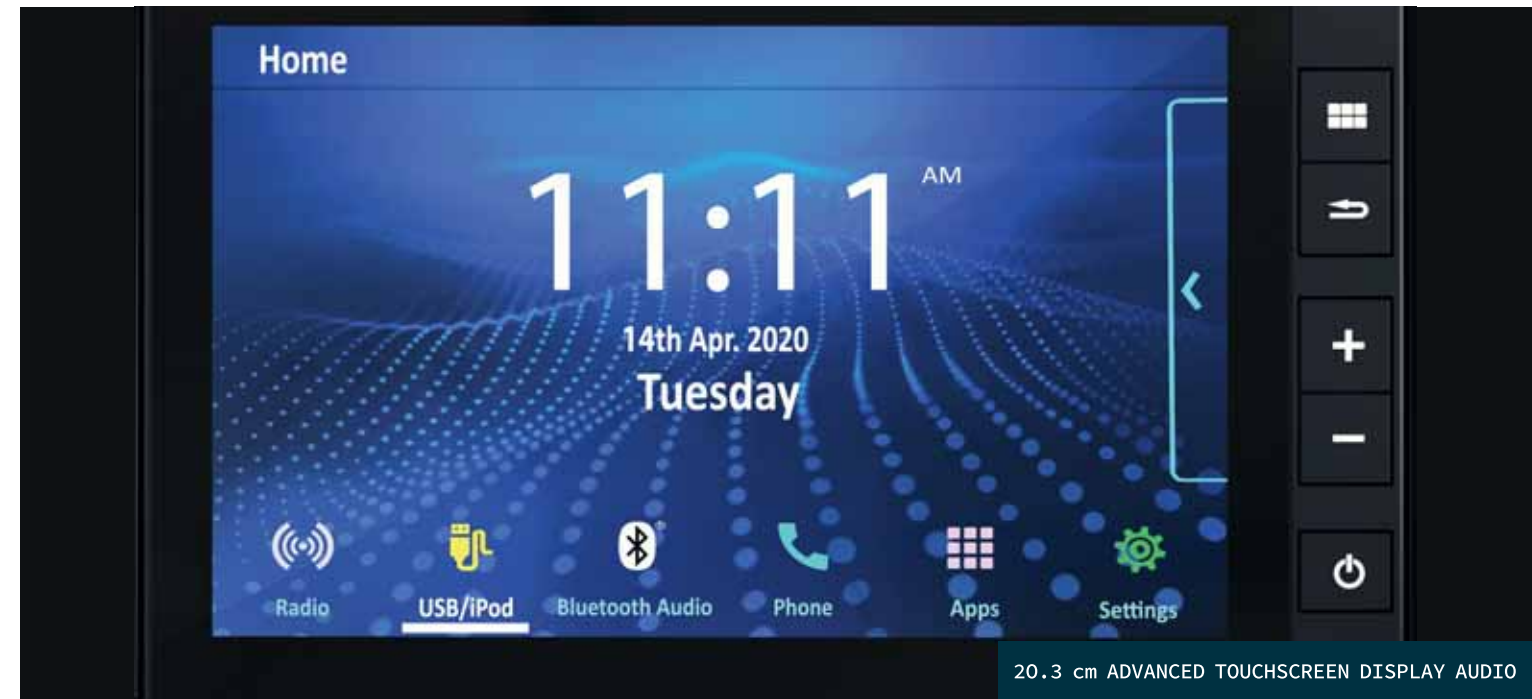 Home
11:11 AM
14th Apr. 2020
Tuesday
Radio USB/iPod Bluetooth Audio Phone Apps Settings
20.3 cm ADVANCED TOUCHSCREEN DISPLAY AUDIO